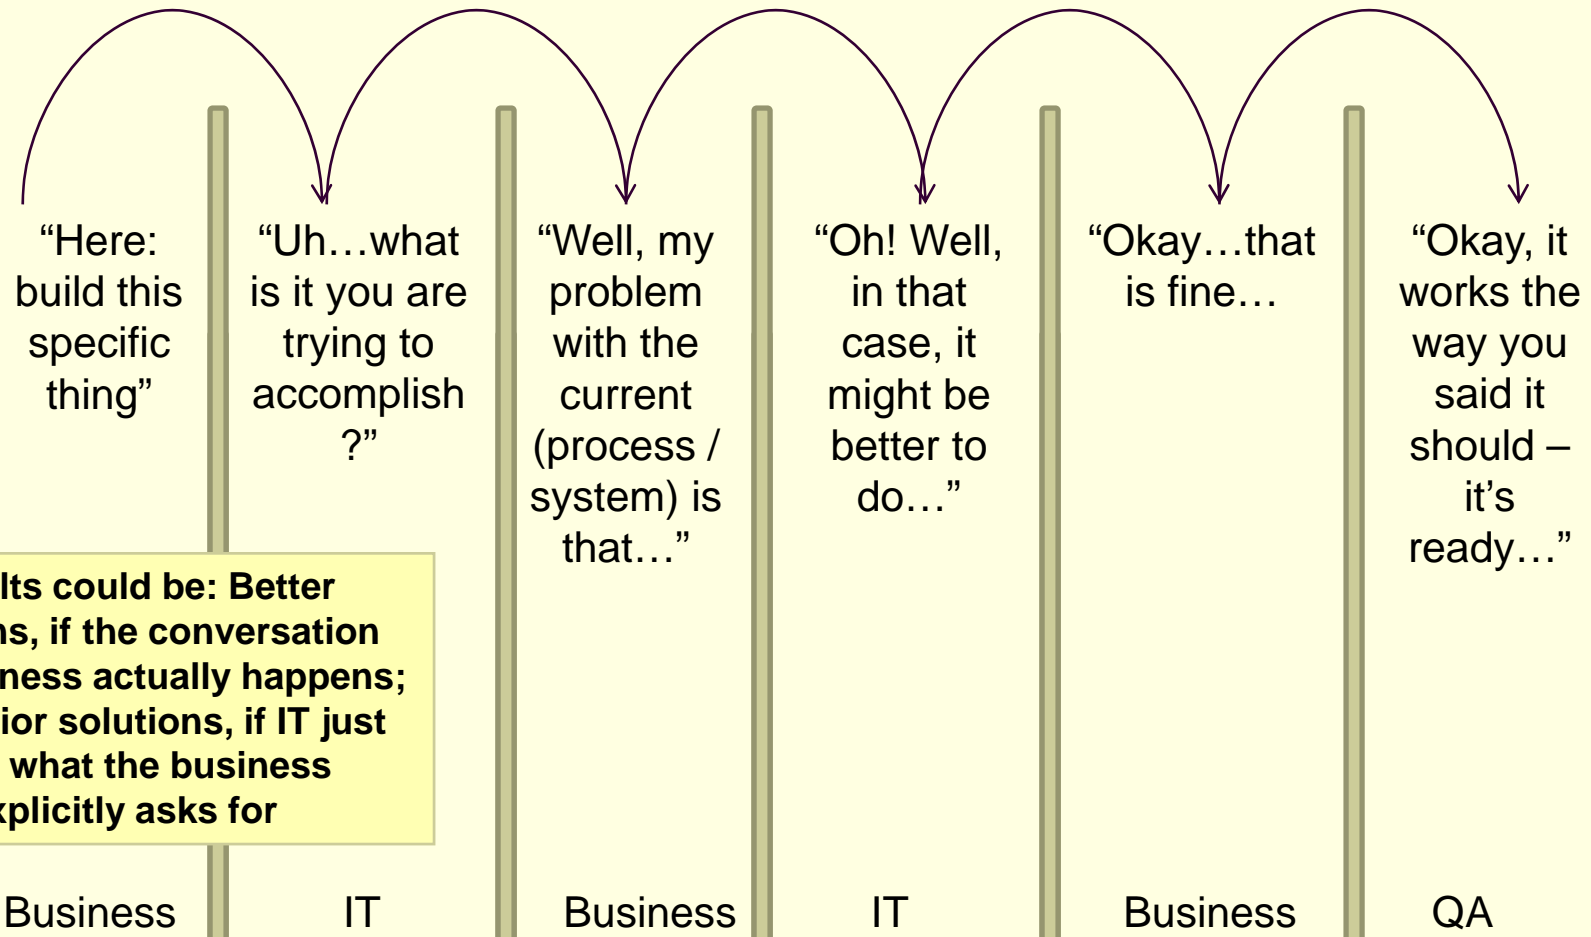 “Here:
build this
specific
thing”
“Uh…what
is it you are
trying to
accomplish
?”
“Well, my
problem
with the
current
(process /
system) is
that…”
“Oh! Well,
in that
case, it
might be
better to
do…”
“Okay…that
is fine…
“Okay, it
works the
way you
said it
should –
it’s
ready…”
lts could be: Better
ns, if the conversation
ness actually happens;
ior solutions, if IT just
what the business
xplicitly asks for
Business
IT
Business
IT
Business
QA